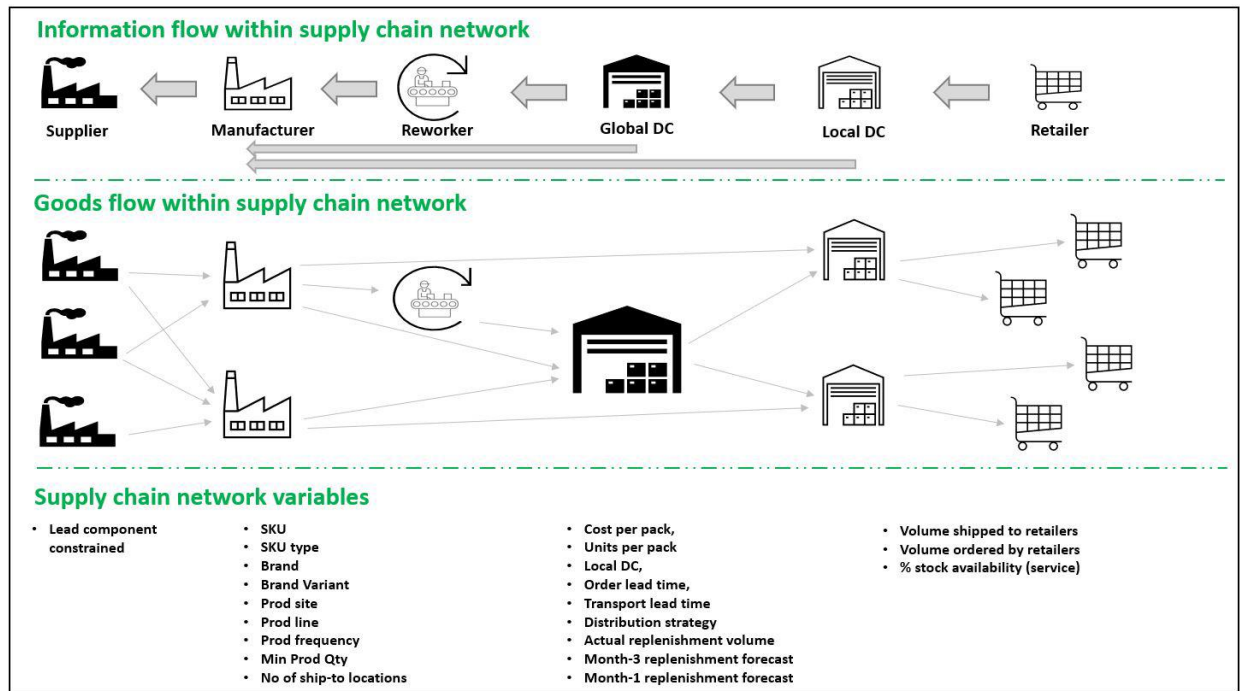 Information flow within supply chain network
Supplier
Manufacturer
Reworker
Global DC
Local DC
Retailer
Goods flow within supply chain network
Supply chain network variables
• Lead component
constrained
• SKU
• SKU type
• Brand
• Brand Variant
• Prod site
• Prod line
• Prod frequency
• Min Prod Qty
• No of ship-to locations
• Cost per pack,
• Units per pack
• Local DC,
• Order lead time,
• Transport lead time
• Distribution strategy
• Actual replenishment volume
• Month-3 replenishment forecast
• Month-1 replenishment forecast
• Volume shipped to retailers
• Volume ordered by retailers
• % stock availability (service)